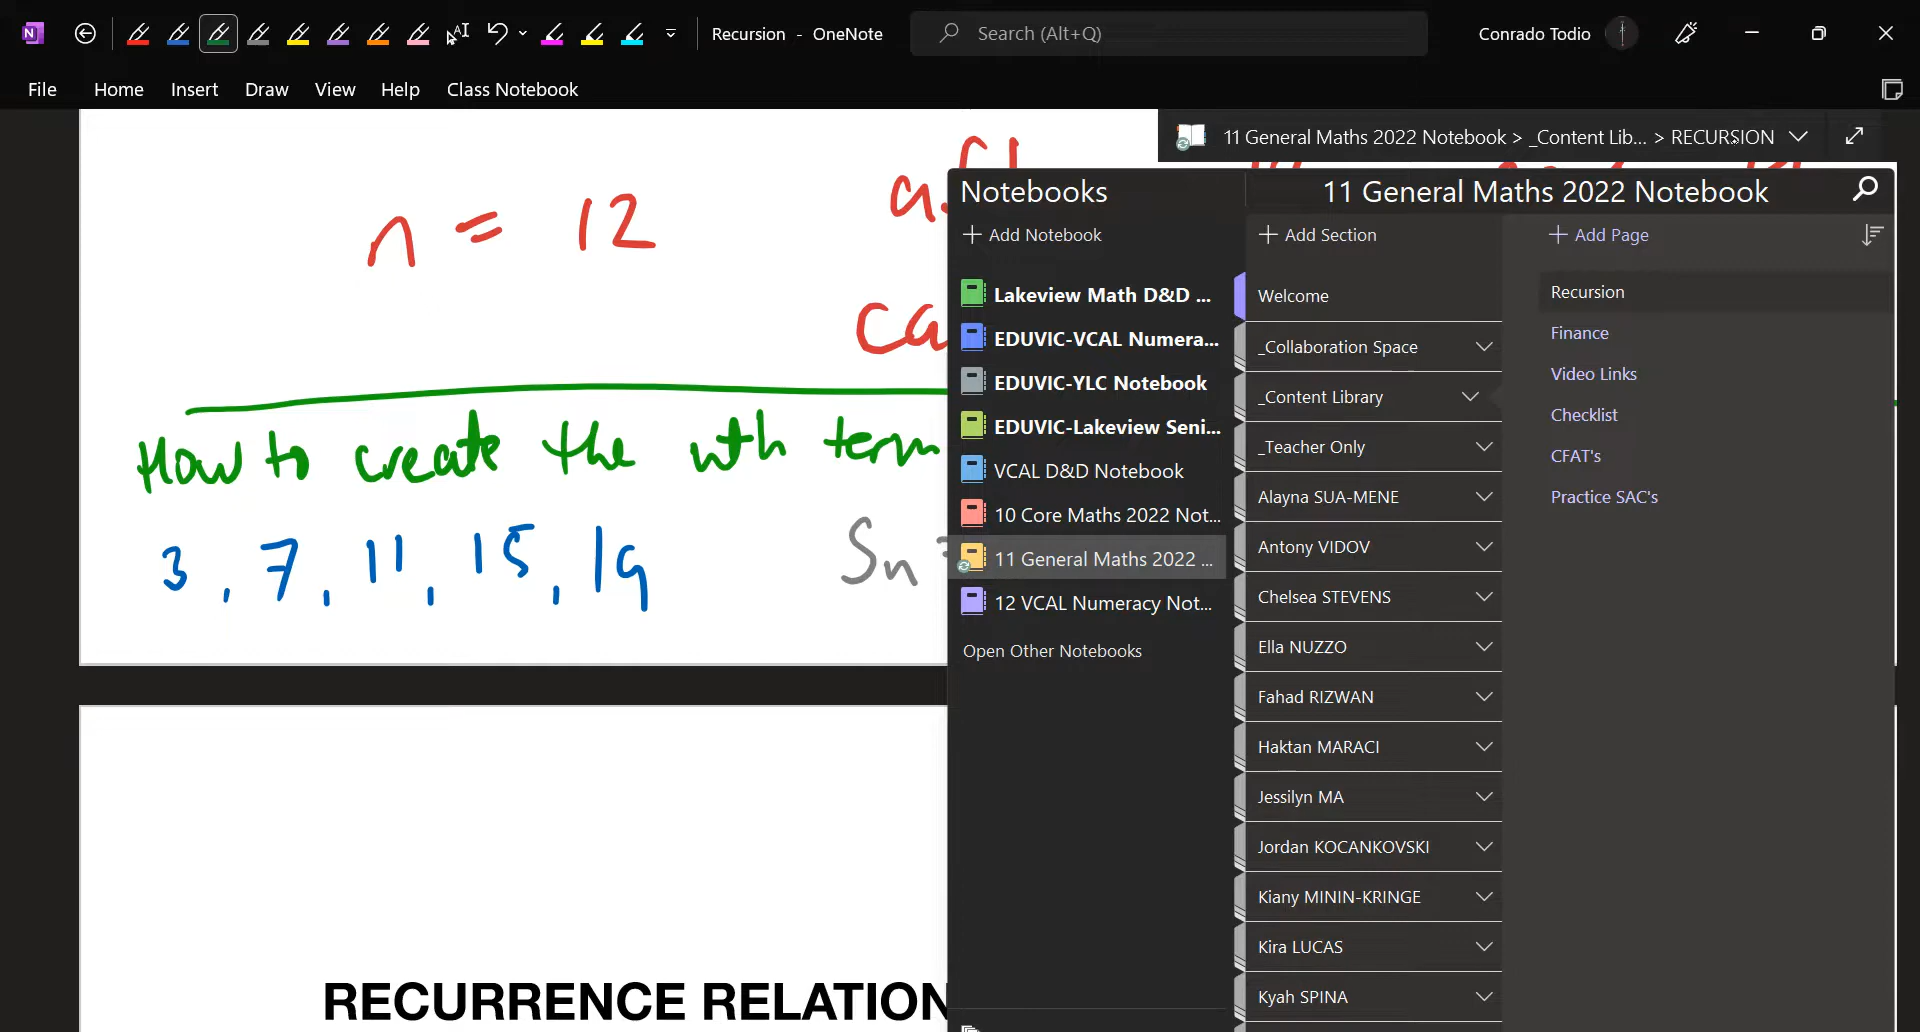 Recursion - OneNote
Search (Alt+Q)
Conrado Todio
File Home Insert Draw View Help Class Notebook
11 General Maths 2022 Notebook > _Content Lib... > RECURSION
n = 12
a.
ca
How to create the nth term
3, 7, 11, 15, 19
Sn
RECURRENCE RELATION
Notebooks
+ Add Notebook
Lakeview Math D&D ...
EDUVIC-VCAL Numera...
EDUVIC-YLC Notebook
EDUVIC-Lakeview Seni...
VCAL D&D Notebook
10 Core Maths 2022 Not...
11 General Maths 2022 ...
12 VCAL Numeracy Not...
Open Other Notebooks
11 General Maths 2022 Notebook
+ Add Section
Welcome
_Collaboration Space
_Content Library
_Teacher Only
Alayna SUA-MENE
Antony VIDOV
Chelsea STEVENS
Ella NUZZO
Fahad RIZWAN
Haktan MARACI
Jessilyn MA
Jordan KOCANKOVSKI
Kiany MININ-KRINGE
Kira LUCAS
Kyah SPINA
+ Add Page
Recursion
Finance
Video Links
Checklist
CFAT's
Practice SAC's